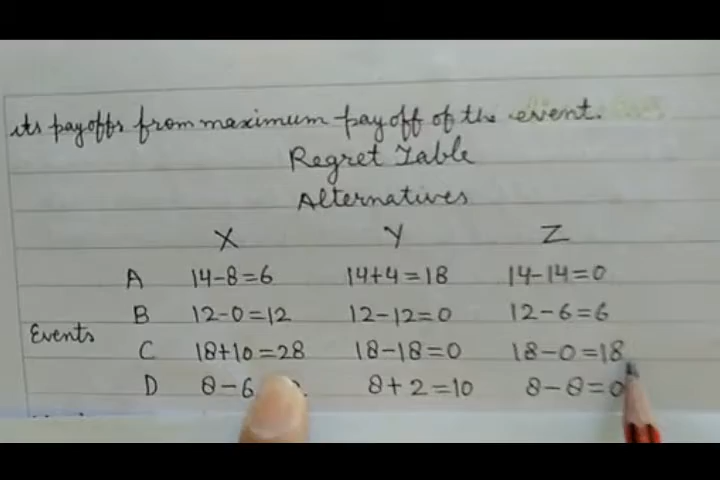 its payoffs from maximum payoff of the event.
Regret Table
Alternatives
X Y Z
A 14-8=6 14+4=18 14-14=0
B 12-0=12 12-12=0 12-6=6
Events
C 18+10=28 18-18=0 18-0=18
D 8-6 8+2=10 8-8=0